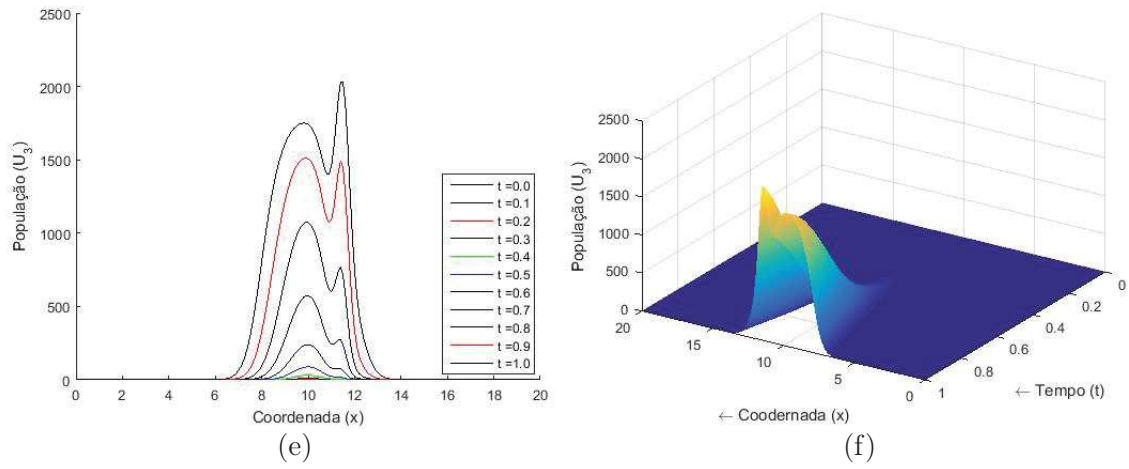 2500
2000
1500
1000
500
0
0 2 4 6 8 10 12 14 16 18 20
População (U3)
Coordenada (x)
t =0.0
t =0.1
t =0.2
t =0.3
t =0.4
t =0.5
t =0.6
t =0.7
t =0.8
t =0.9
t =1.0
(e)
2500
2000
1500
1000
500
0
População (U3)
20 15 10 5 0
← Coodernada (x)
0
0.2
0.4
0.6
0.8
1
← Tempo (t)
(f)